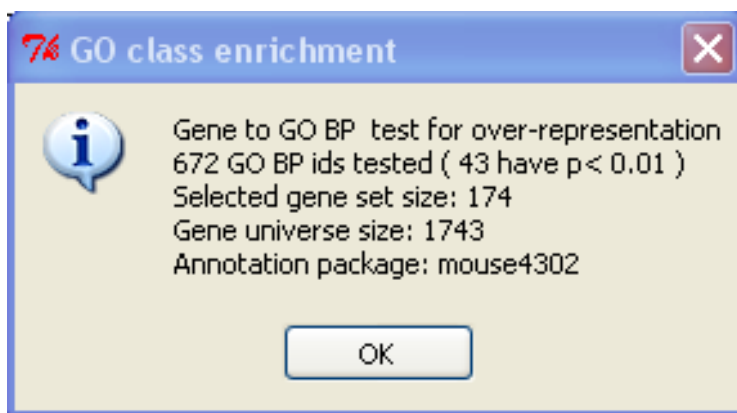 GO class enrichment
Gene to GO BP  test for over-representation
672 GO BP ids tested ( 43 have p< 0.01 )
Selected gene set size: 174
Gene universe size: 1743
Annotation package: mouse4302
OK